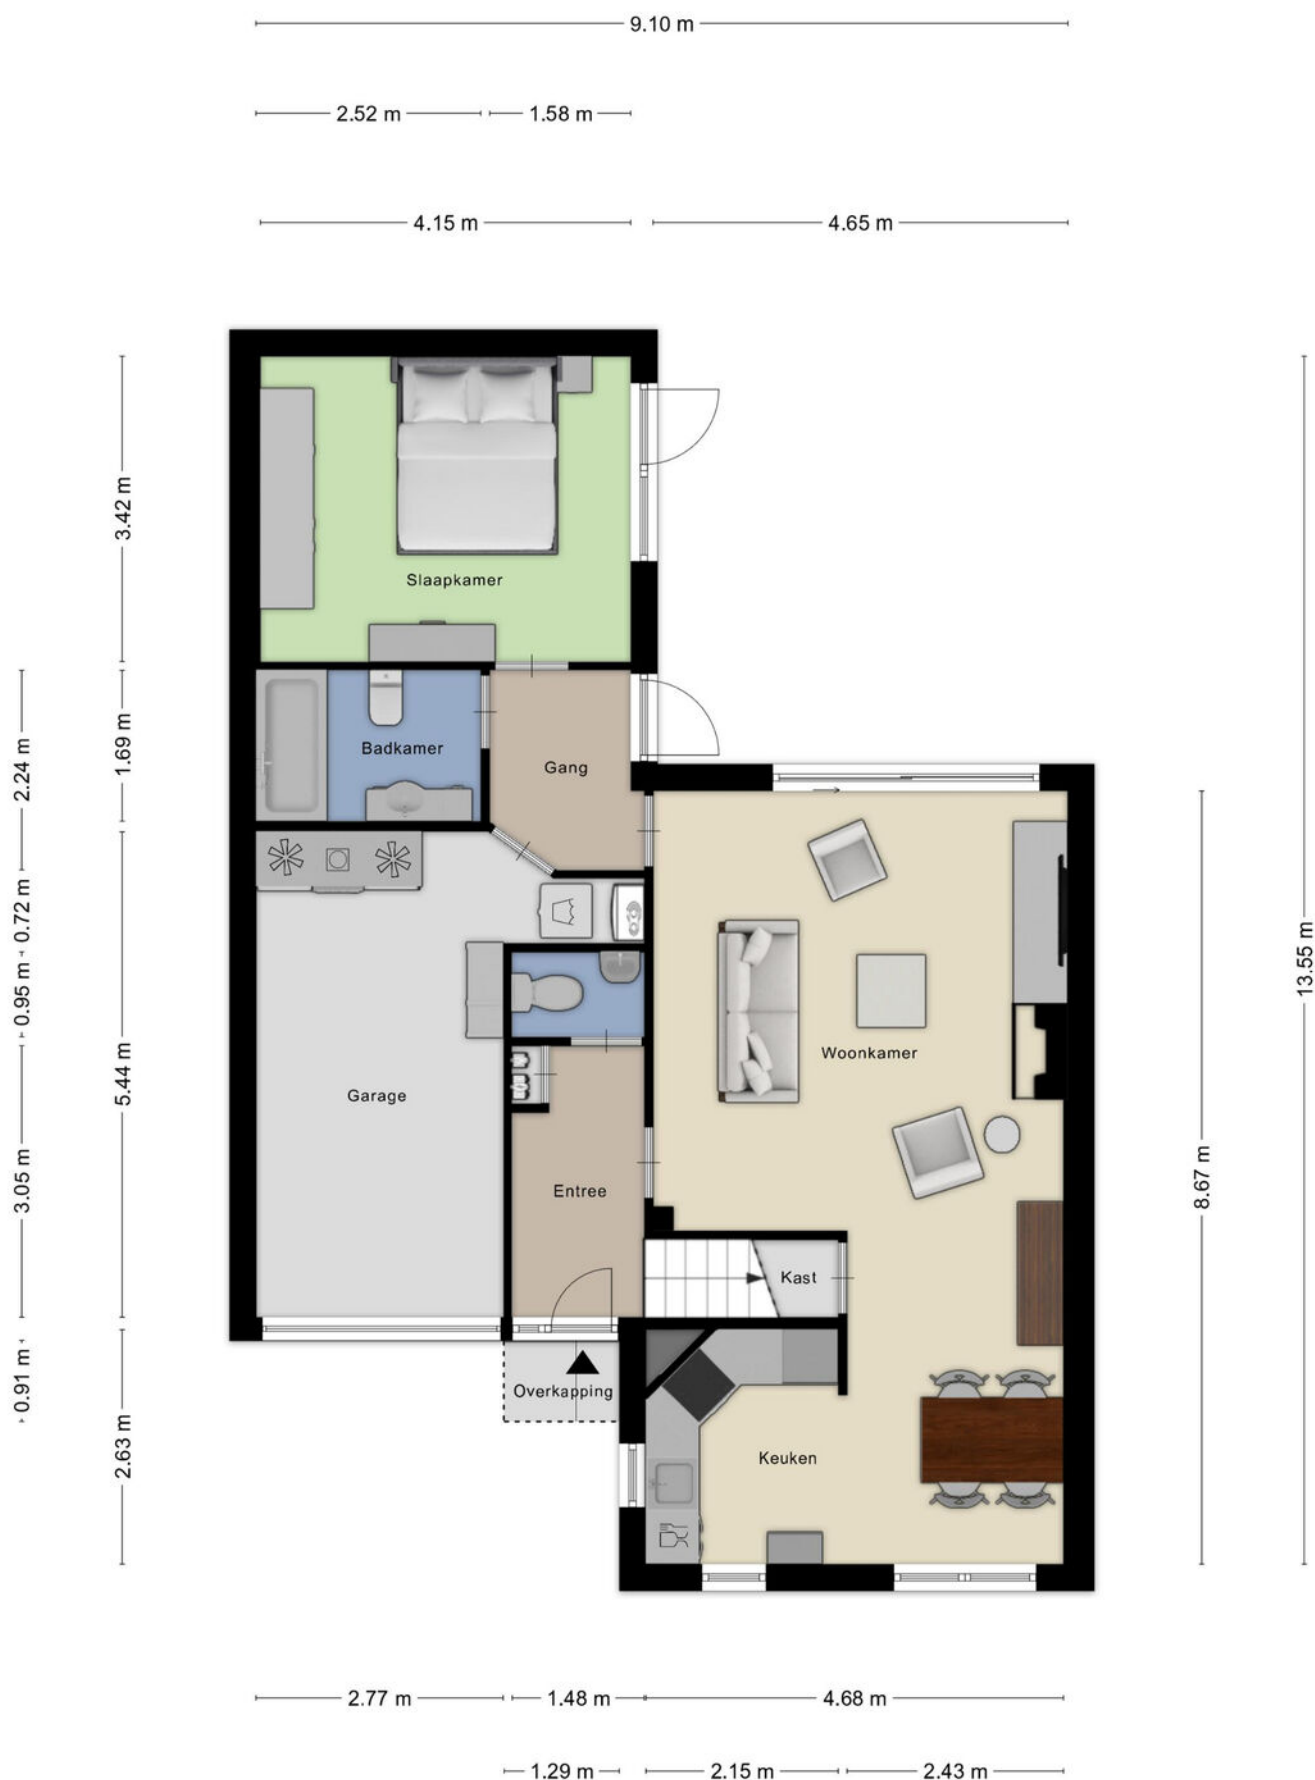 9.10 m
2.52 m
1.58 m
4.15 m
4.65 m
3.42 m
Slaapkamer
1.69 m
2.24 m
Badkamer
Gang
0.72 m
0.95 m
13.55 m
5.44 m
Woonkamer
Garage
3.05 m
8.67 m
Entree
Kast
0.91 m
Overkapping
2.63 m
Keuken
2.77 m
1.48 m
4.68 m
1.29 m
2.15 m
2.43 m